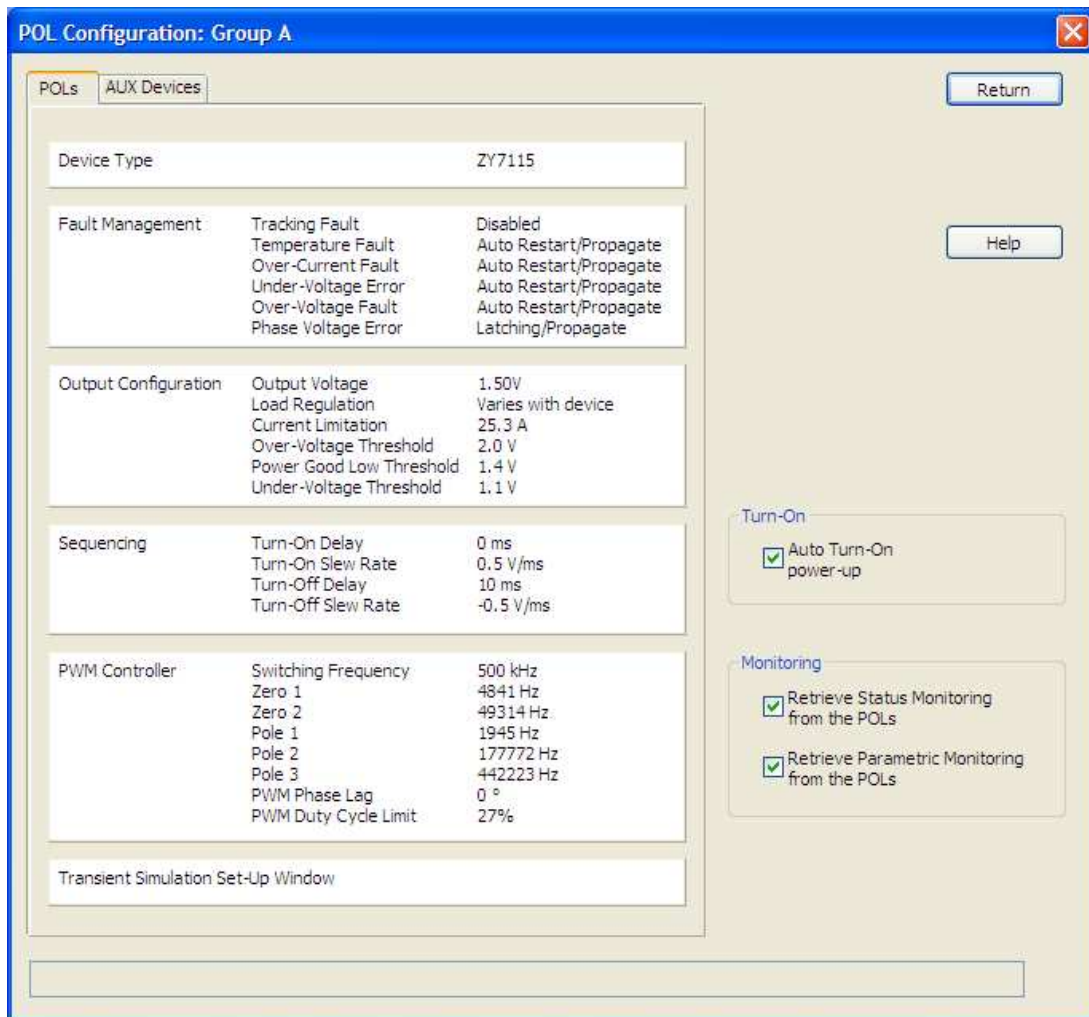 POL Configuration: Group A
POLs AUX Devices
Return
Device Type ZY7115
Fault Management Tracking Fault Disabled
Temperature Fault Auto Restart/Propagate
Over-Current Fault Auto Restart/Propagate
Under-Voltage Error Auto Restart/Propagate
Over-Voltage Fault Auto Restart/Propagate
Phase Voltage Error Latching/Propagate
Help
Output Configuration Output Voltage 1.50V
Load Regulation Varies with device
Current Limitation 25.3 A
Over-Voltage Threshold 2.0 V
Power Good Low Threshold 1.4 V
Under-Voltage Threshold 1.1 V
Sequencing Turn-On Delay 0 ms
Turn-On Slew Rate 0.5 V/ms
Turn-Off Delay 10 ms
Turn-Off Slew Rate -0.5 V/ms
Turn-On
Auto Turn-On
power-up
PWM Controller Switching Frequency 500 kHz
Zero 1 4841 Hz
Zero 2 49314 Hz
Pole 1 1945 Hz
Pole 2 177772 Hz
Pole 3 442223 Hz
PWM Phase Lag 0 °
PWM Duty Cycle Limit 27%
Monitoring
Retrieve Status Monitoring
from the POLs
Retrieve Parametric Monitoring
from the POLs
Transient Simulation Set-Up Window